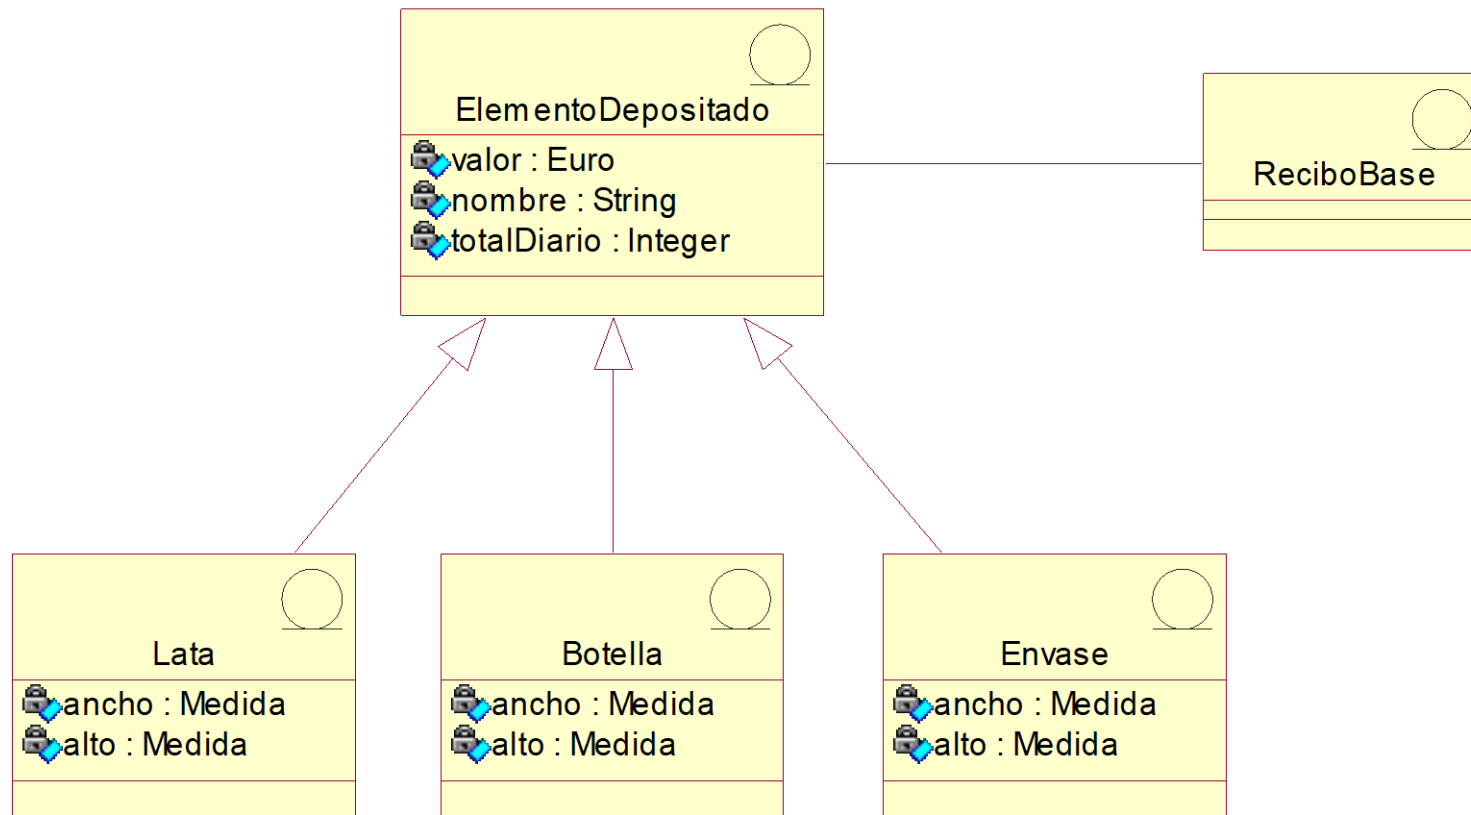 ElementoDepositado
valor : Euro
nombre : String
totalDiario : Integer
ReciboBase
Lata
ancho : Medida
alto : Medida
Botella
ancho : Medida
alto : Medida
Envase
ancho : Medida
alto : Medida